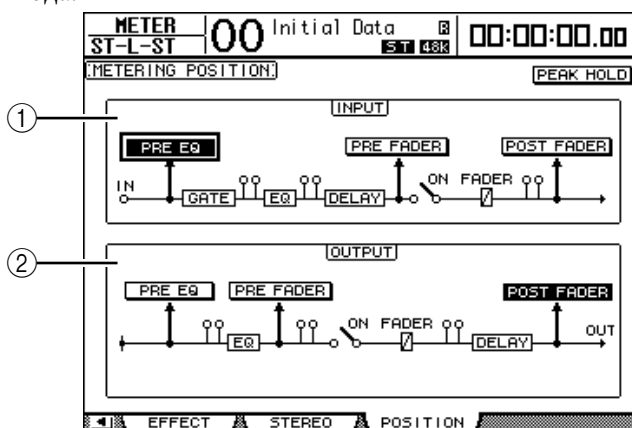 METER
ST-L-ST
00 Initial Data R
ST 48K
00:00:00.00
METERING POSITION
PEAK HOLD
1
INPUT
PRE EQ PRE FADER POST FADER
IN GATE EQ DELAY ON FADER
2
OUTPUT
PRE EQ PRE FADER POST FADER
EQ ON FADER DELAY OUT
EFFECT STEREO POSITION